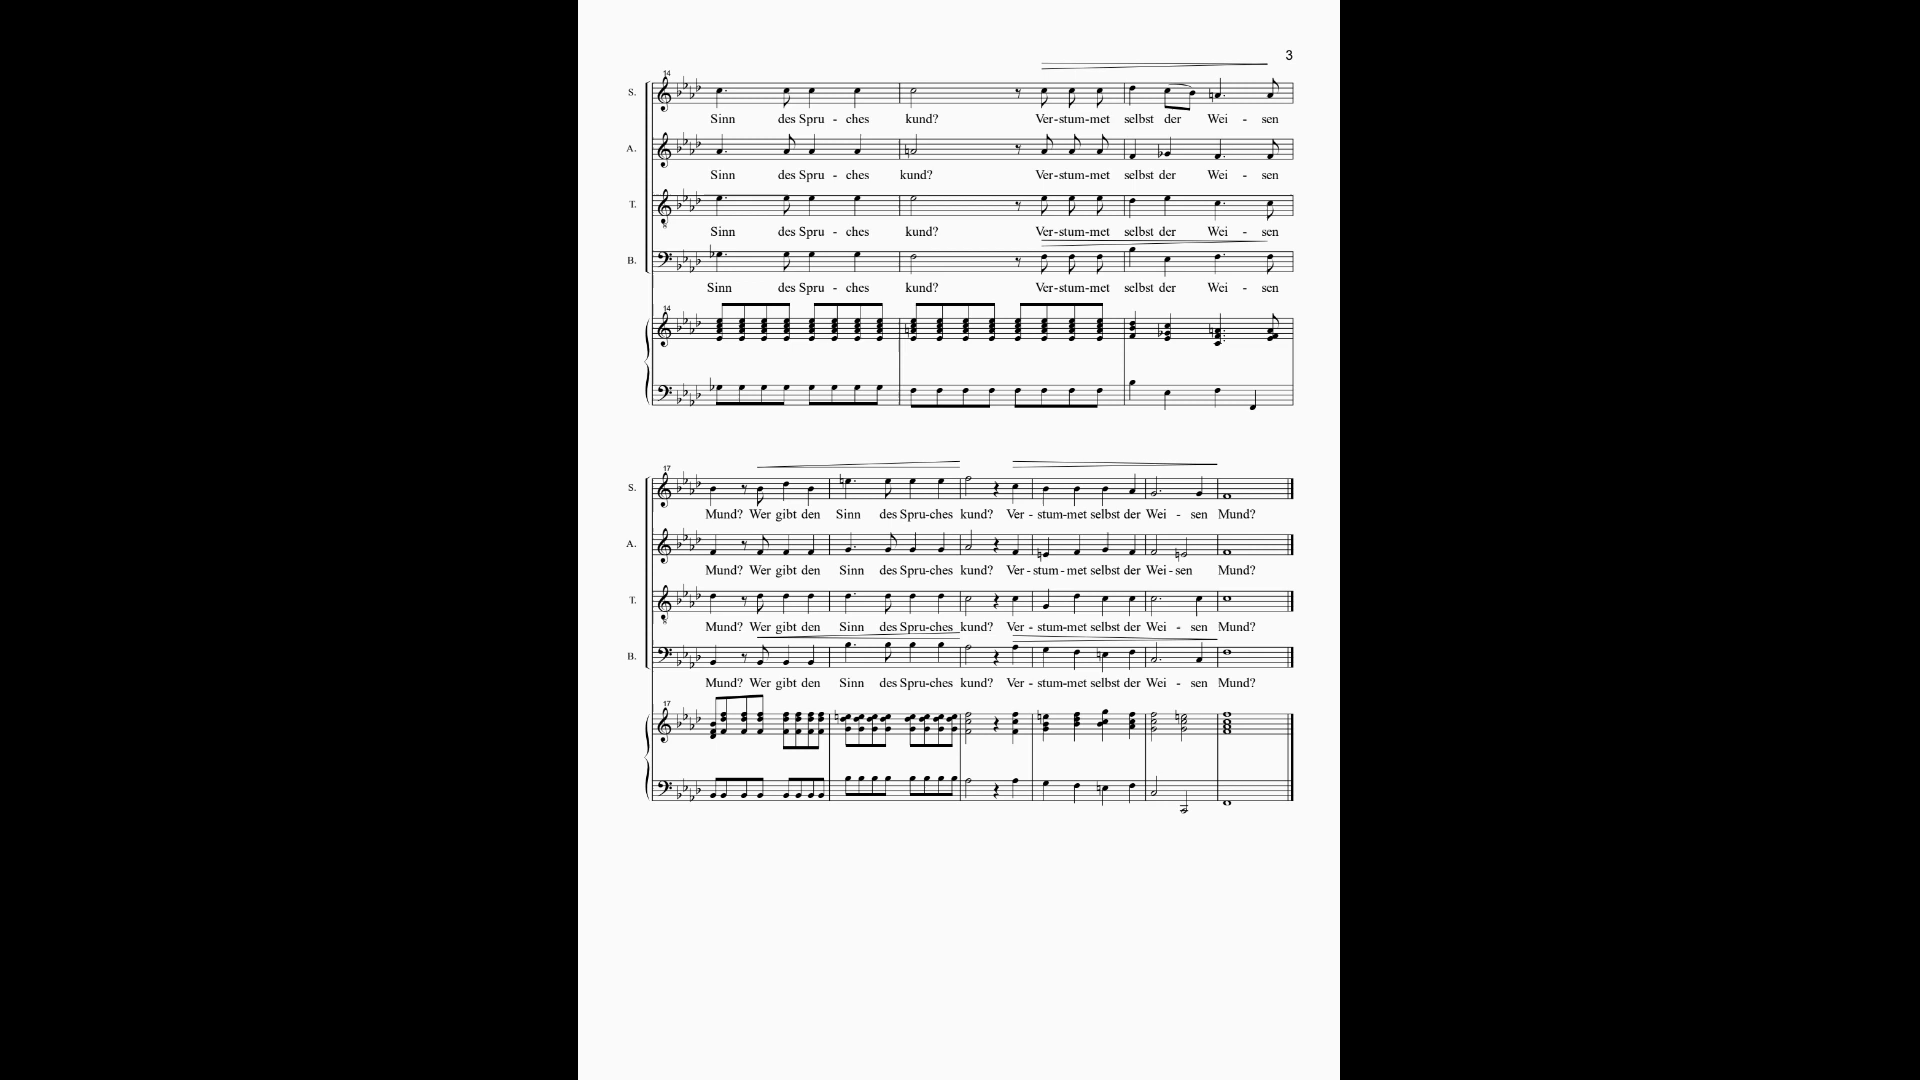 3
14
S.
Sinn des Spru - ches kund? Ver-stum-met selbst der Wei - sen
A.
Sinn des Spru - ches kund? Ver-stum-met selbst der Wei - sen
T.
Sinn des Spru - ches kund? Ver-stum-met selbst der Wei - sen
B.
Sinn des Spru - ches kund? Ver-stum-met selbst der Wei - sen
14
17
S.
Mund? Wer gibt den Sinn des Spru-ches kund? Ver - stum-met selbst der Wei - sen Mund?
A.
Mund? Wer gibt den Sinn des Spru-ches kund? Ver - stum - met selbst der Wei - sen Mund?
T.
Mund? Wer gibt den Sinn des Spru-ches kund? Ver - stum-met selbst der Wei - sen Mund?
B.
Mund? Wer gibt den Sinn des Spru-ches kund? Ver - stum-met selbst der Wei - sen Mund?
17